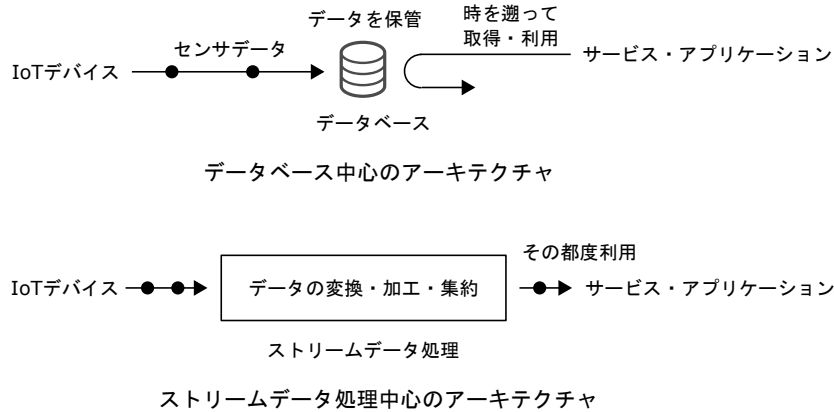 データを保管
時を遡って
取得・利用
センサデータ
IoTデバイス
サービス・アプリケーション
データベース
データベース中心のアーキテクチャ
その都度利用
IoTデバイス
データの変換・加工・集約
サービス・アプリケーション
ストリームデータ処理
ストリームデータ処理中心のアーキテクチャ